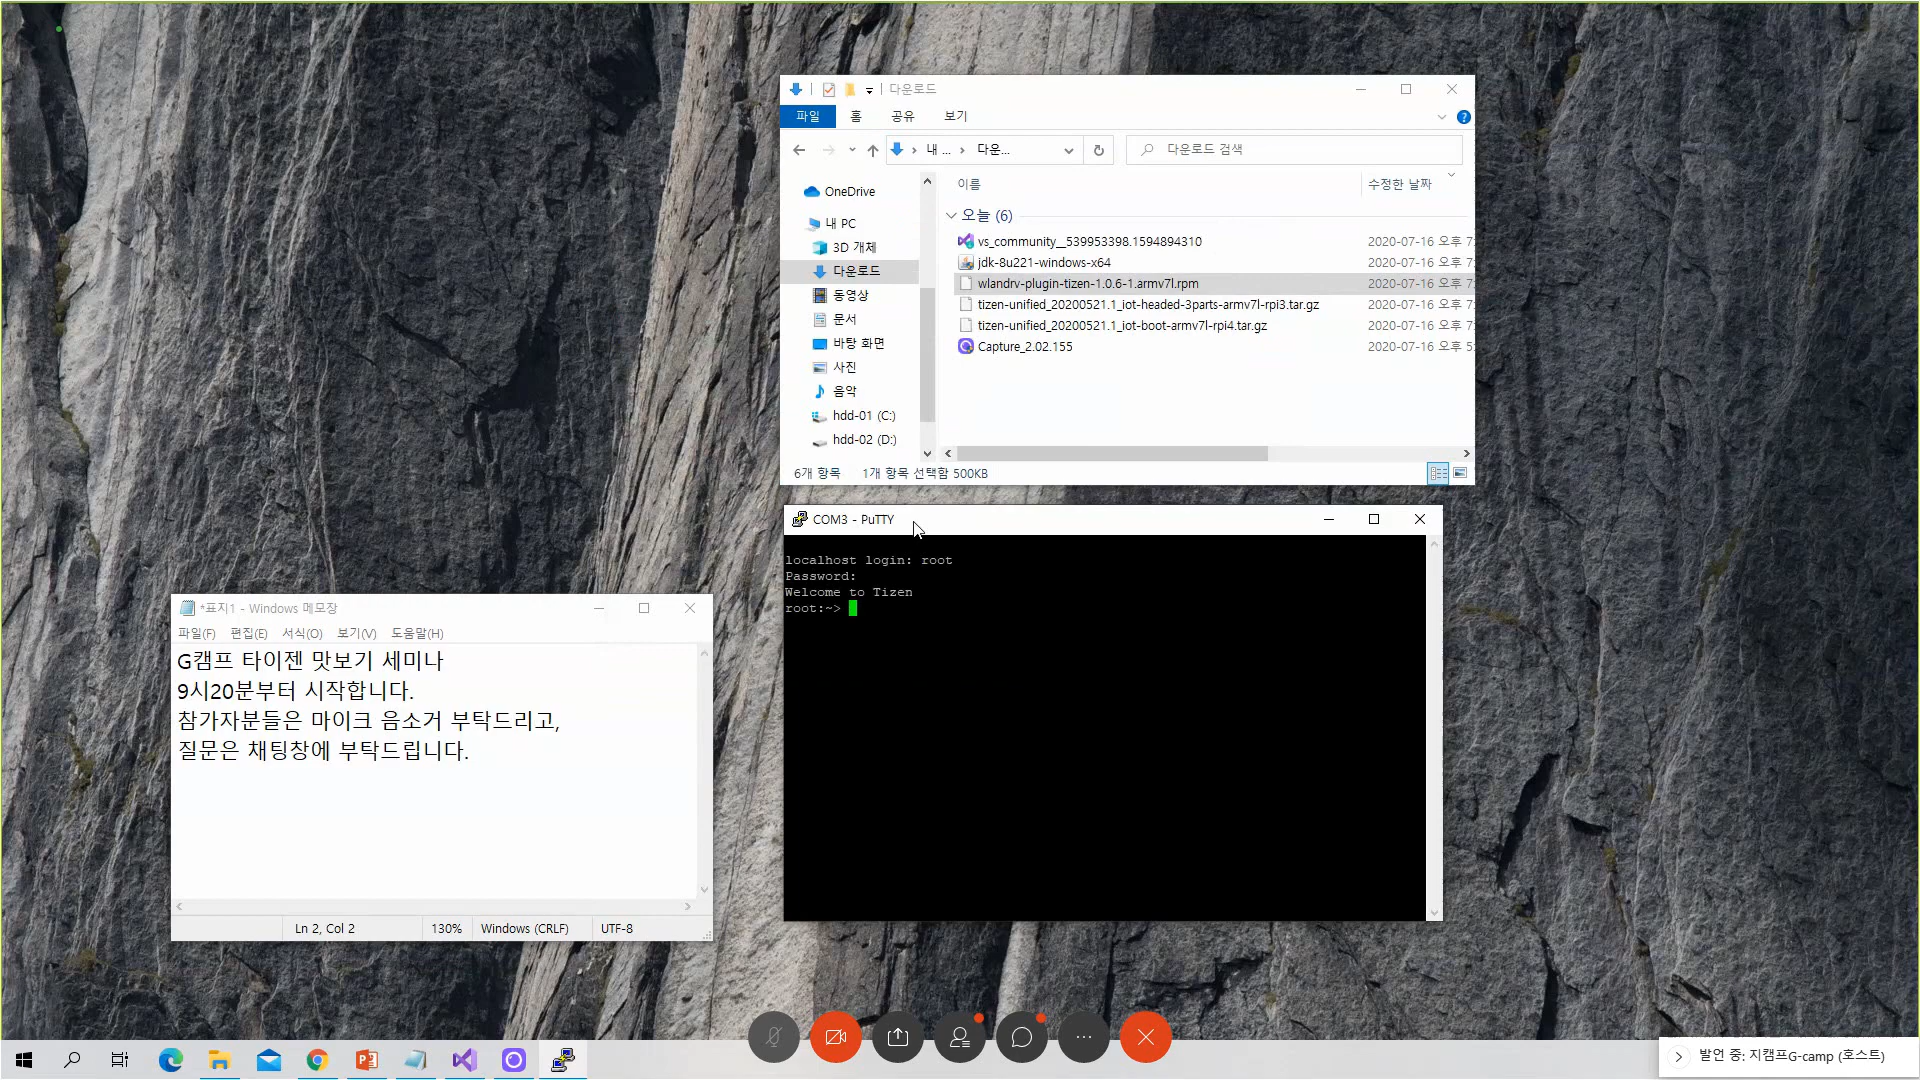 다운로드
파일
홈
공유
보기
내 ... 다운...
다운로드 검색
OneDrive
내 PC
3D 개체
다운로드
동영상
문서
바탕 화면
사진
음악
hdd-01 (C:)
hdd-02 (D:)
이름 수정한 날짜
오늘 (6)
vs_community__539953398.1594894310 2020-07-16 오후 7:
jdk-8u221-windows-x64 2020-07-16 오후 7:
wlandrv-plugin-tizen-1.0.6-1.armv7l.rpm 2020-07-16 오후 7:
tizen-unified_20200521.1_iot-headed-3parts-armv7l-rpi3.tar.gz 2020-07-16 오후 7:
tizen-unified_20200521.1_iot-boot-armv7l-rpi4.tar.gz 2020-07-16 오후 7:
Capture_2.02.155 2020-07-16 오후 5:
6개 항목 1개 항목 선택함 500KB
COM3 - PuTTY
localhost login: root
Password:
Welcome to Tizen
root:~>
*표지1 - Windows 메모장
파일(F) 편집(E) 서식(O) 보기(V) 도움말(H)
G캠프 타이젠 맛보기 세미나
9시20분부터 시작합니다.
참가자분들은 마이크 음소거 부탁드리고,
질문은 채팅창에 부탁드립니다.
Ln 2, Col 2 130% Windows (CRLF) UTF-8
발언 중: 지캠프G-camp (호스트)